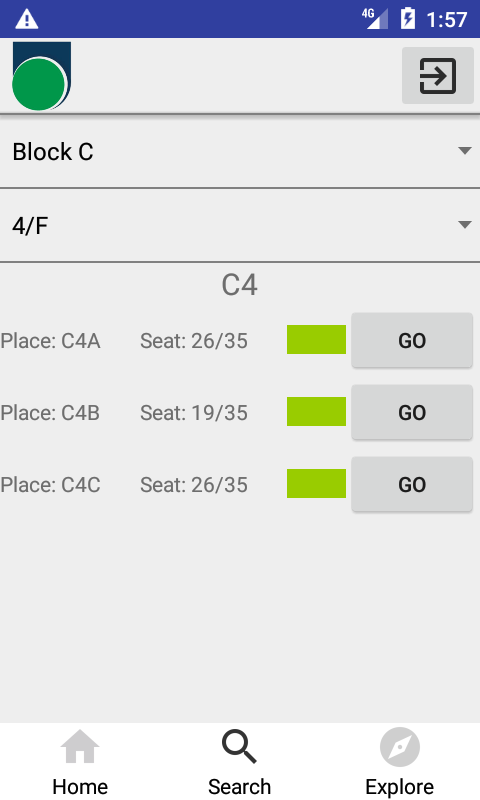 4G 1:57
Block C
4/F
C4
Place: C4A Seat: 26/35 GO
Place: C4B Seat: 19/35 GO
Place: C4C Seat: 26/35 GO
Home Search Explore